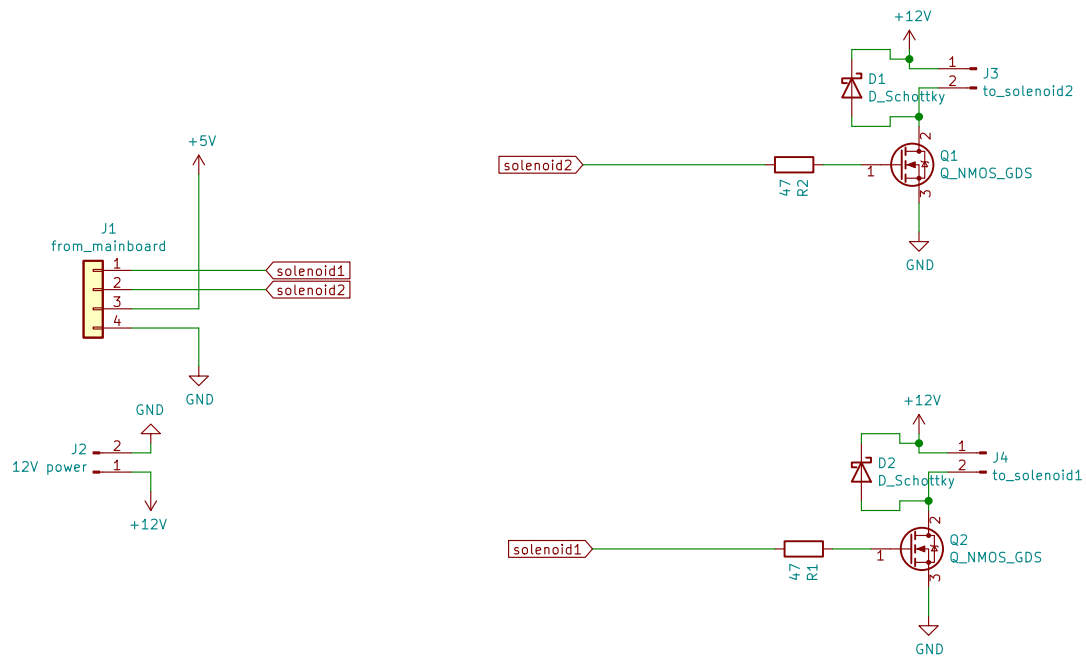 +5V
J1
from_mainboard
1
2
3
4
solenoid1
solenoid2
GND
GND
J2
12V power
2
1
+12V
+12V
1
2
J3
to_solenoid2
D1
D_Schottky
solenoid2
47
R2
1
2
3
Q1
Q_NMOS_GDS
GND
+12V
1
2
J4
to_solenoid1
D2
D_Schottky
solenoid1
47
R1
1
2
3
Q2
Q_NMOS_GDS
GND